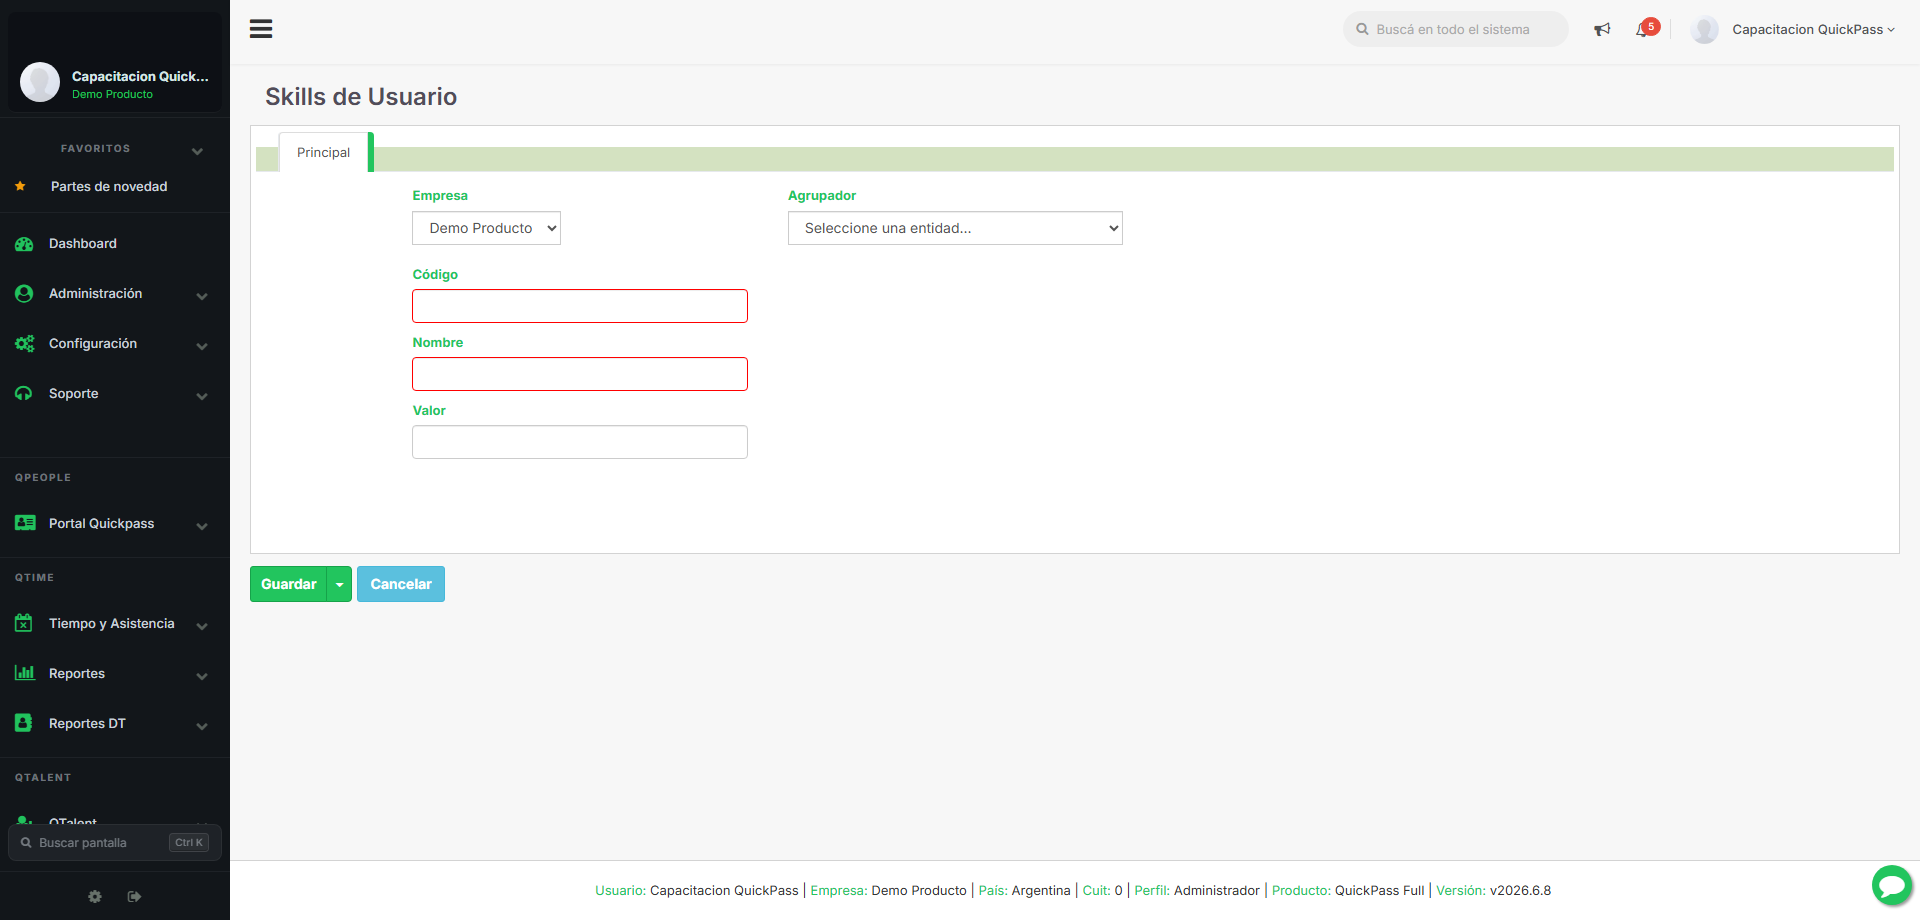 Capacitacion Quick...
Demo Producto
FAVORITOS
Partes de novedad
Dashboard
Administración
Configuración
Soporte
QPEOPLE
Portal Quickpass
QTIME
Tiempo y Asistencia
Reportes
Reportes DT
QTALENT
QTalent
Buscar pantalla
Ctrl K
Buscá en todo el sistema
5
Capacitacion QuickPass
Skills de Usuario
Principal
Empresa
Agrupador
Demo Producto
Seleccione una entidad...
Código
Nombre
Valor
Guardar
Cancelar
Usuario: Capacitacion QuickPass | Empresa: Demo Producto | País: Argentina | Cuit: 0 | Perfil: Administrador | Producto: QuickPass Full | Versión: v2026.6.8